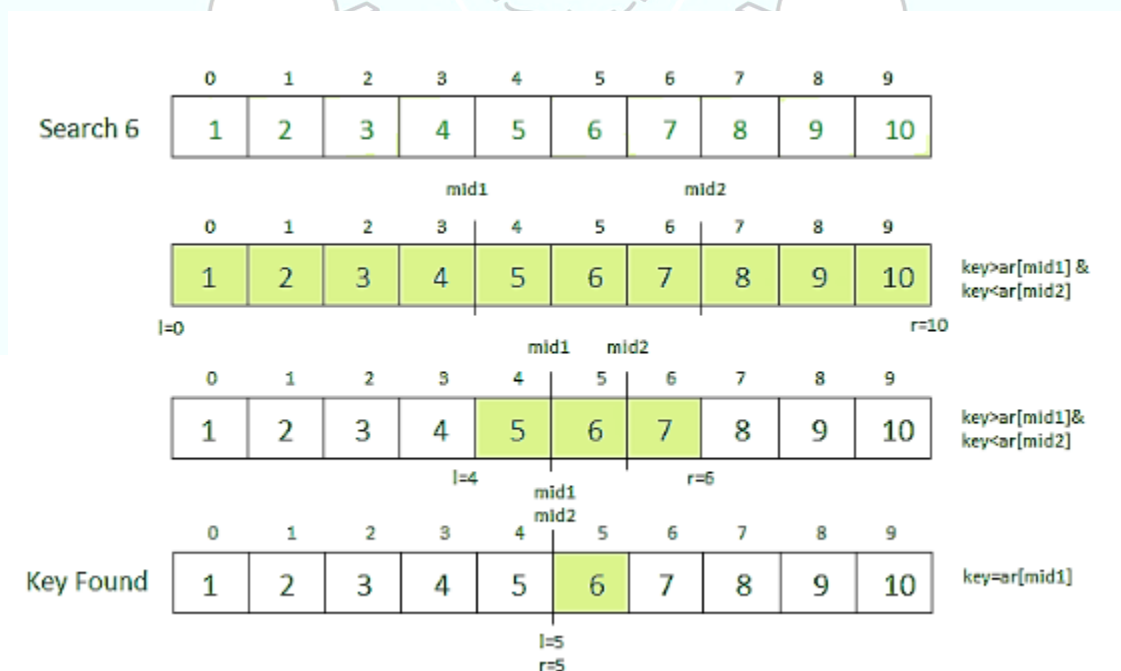 0 1 2 3 4 5 6 7 8 9
Search 6 1 2 3 4 5 6 7 8 9 10
mid1 mid2
0 1 2 3 4 5 6 7 8 9
1 2 3 4 5 6 7 8 9 10
key>ar[mid1] &
key<ar[mid2]
l=0 r=10
mid1 mid2
0 1 2 3 4 5 6 7 8 9
1 2 3 4 5 6 7 8 9 10
key>ar[mid1]&
key<ar[mid2]
l=4 r=6
mid1
mid2
0 1 2 3 4 5 6 7 8 9
Key Found 1 2 3 4 5 6 7 8 9 10
key=ar[mid1]
l=5
r=5